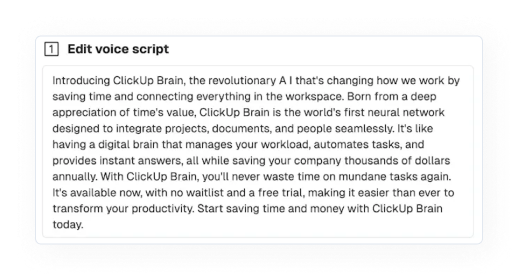 1 Edit voice script
Introducing ClickUp Brain, the revolutionary A I that's changing how we work by
saving time and connecting everything in the workspace. Born from a deep
appreciation of time's value, ClickUp Brain is the world's first neural network
designed to integrate projects, documents, and people seamlessly. It's like
having a digital brain that manages your workload, automates tasks, and
provides instant answers, all while saving your company thousands of dollars
annually. With ClickUp Brain, you'll never waste time on mundane tasks again.
It's available now, with no waitlist and a free trial, making it easier than ever to
transform your productivity. Start saving time and money with ClickUp Brain
today.